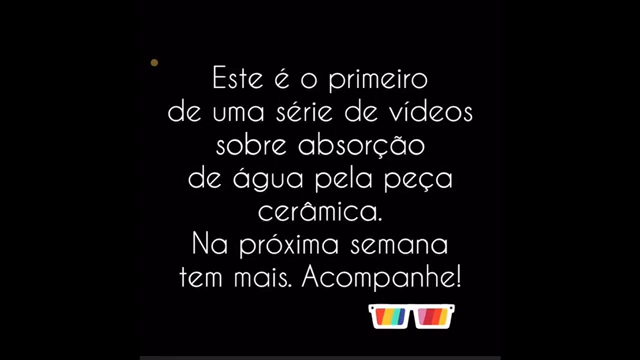 Este é o primeiro
de uma série de vídeos
sobre absorção
de água pela peça
cerâmica.
Na próxima semana
tem mais. Acompanhe!